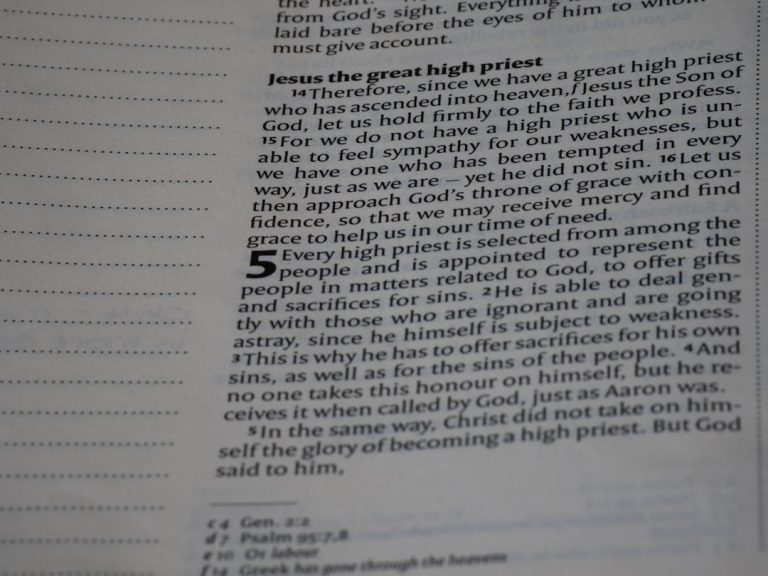 the heart.
from God's sight. Everything
laid bare before the eyes of him to whom
must give account.
Jesus the great high priest
14 Therefore, since we have a great high priest
who has ascended into heaven,f Jesus the Son of
God, let us hold firmly to the faith we profess.
15 For we do not have a high priest who is un-
able to feel sympathy for our weaknesses, but
we have one who has been tempted in every
way, just as we are – yet he did not sin. 16 Let us
then approach God's throne of grace with con-
fidence, so that we may receive mercy and find
grace to help us in our time of need.
5 Every high priest is selected from among the
people and is appointed to represent the
people in matters related to God, to offer gifts
and sacrifices for sins. 2 He is able to deal gen-
tly with those who are ignorant and are going
astray, since he himself is subject to weakness.
3 This is why he has to offer sacrifices for his own
sins, as well as for the sins of the people. 4 And
no one takes this honour on himself, but he re-
ceives it when called by God, just as Aaron was.
5 In the same way, Christ did not take on him-
self the glory of becoming a high priest. But God
said to him,
c 4 Gen. 2:2
d 7 Psalm 95:7,8
e 10 Or labour
f 14 Greek has gone through the heavens